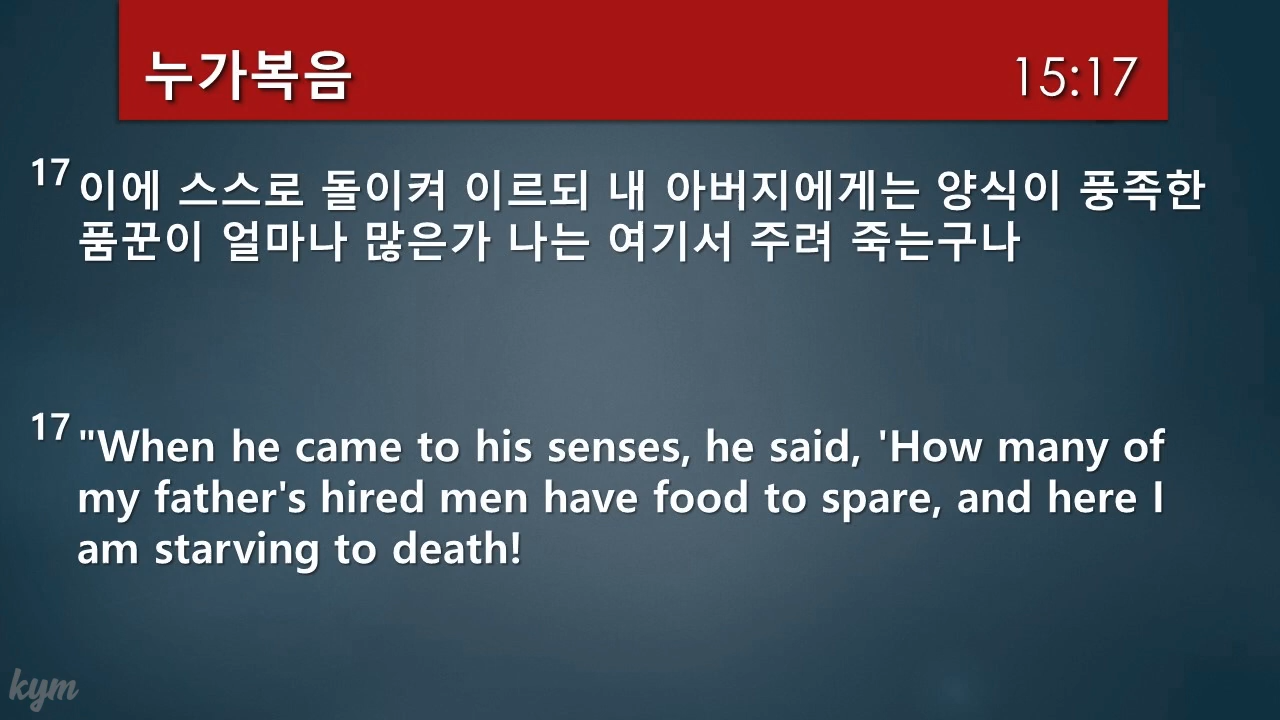 누가복음 15:17
17 이에 스스로 돌이켜 이르되 내 아버지에게는 양식이 풍족한
품꾼이 얼마나 많은가 나는 여기서 주려 죽는구나
17 "When he came to his senses, he said, 'How many of
my father's hired men have food to spare, and here I
am starving to death!
kym